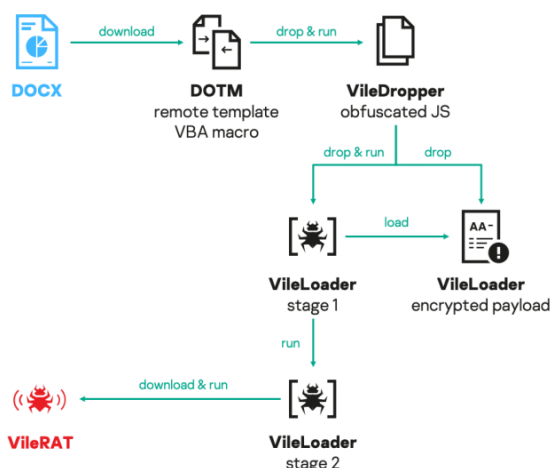 download
drop & run
DOCX
DOTM
remote template
VBA macro
VileDropper
obfuscated JS
drop & run
drop
load
AA-
VileLoader
stage 1
VileLoader
encrypted payload
run
download & run
VileRAT
VileLoader
stage 2